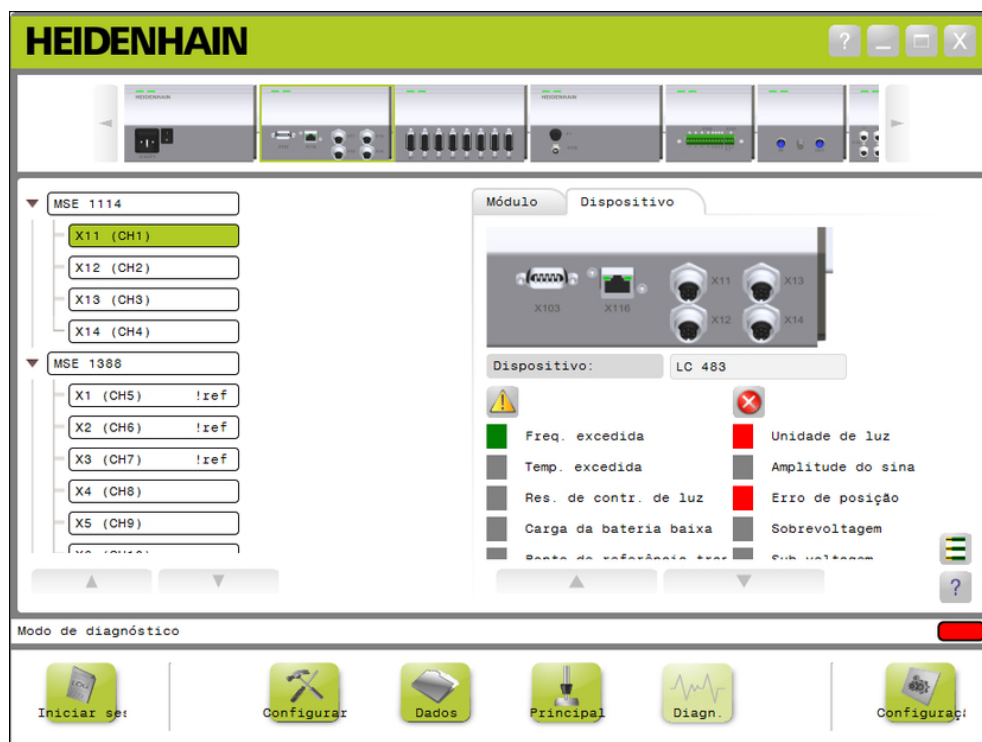 HEIDENHAIN
? _ X
HEIDENHAIN
HEIDENHAIN
MSE 1114
X11 (CH1)
X12 (CH2)
X13 (CH3)
X14 (CH4)
MSE 1388
X1 (CH5) !ref
X2 (CH6) !ref
X3 (CH7) !ref
X4 (CH8)
X5 (CH9)
Módulo Dispositivo
X103 X116 X11 X13
X12 X14
Dispositivo: LC 483
Freq. excedida Unidade de luz
Temp. excedida Amplitude do sina
Res. de contr. de luz Erro de posição
Carga da bateria baixa Sobrevoltagem
?
Modo de diagnóstico
Iniciar ses Configurar Dados Principal Diagn. Configuraç